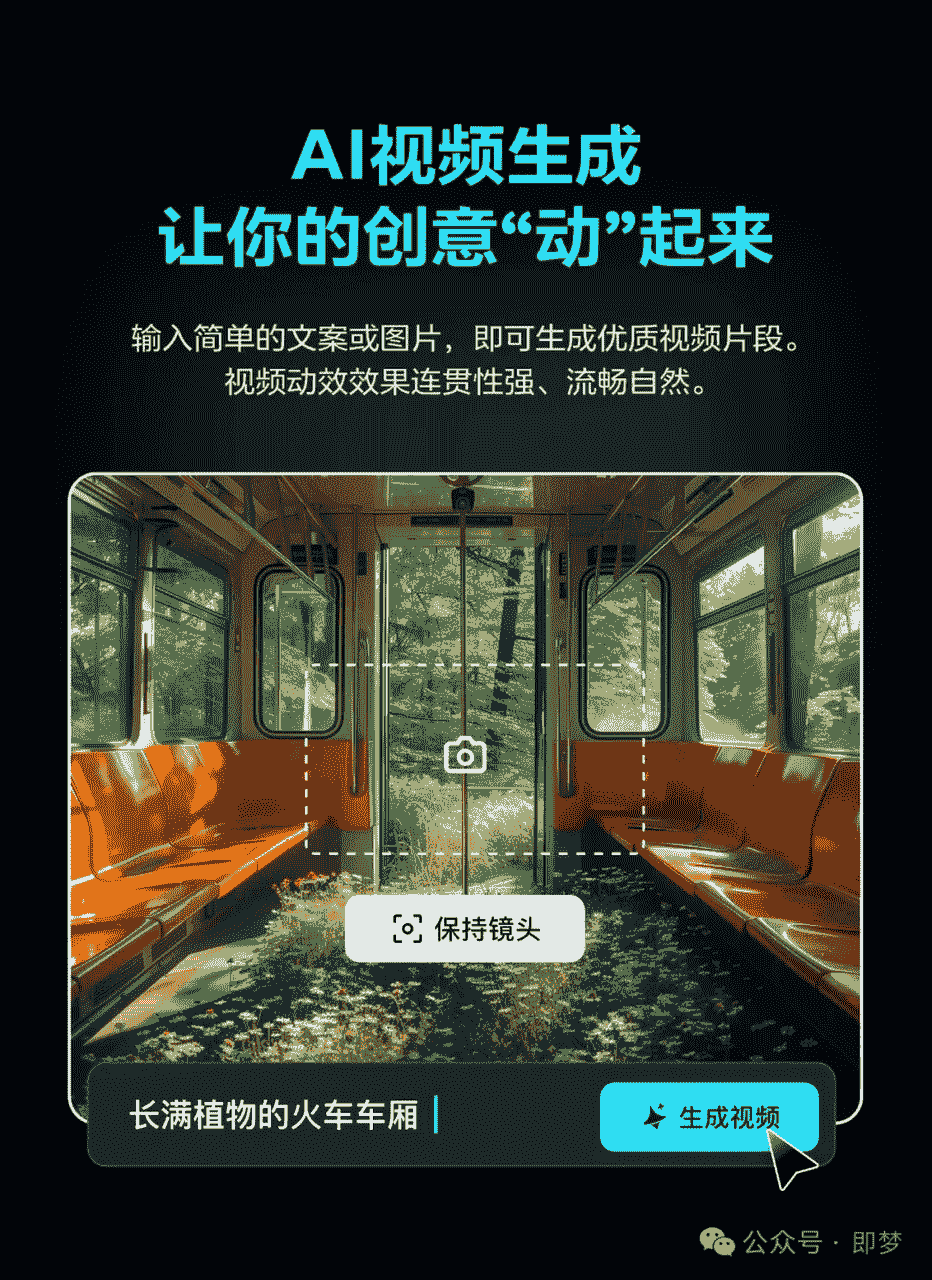 AI视频生成
让你的创意“动”起来
输入简单的文案或图片，即可生成优质视频片段。
视频动效效果连贯性强、流畅自然。
保持镜头
长满植物的火车车厢
生成视频
公众号 · 即梦